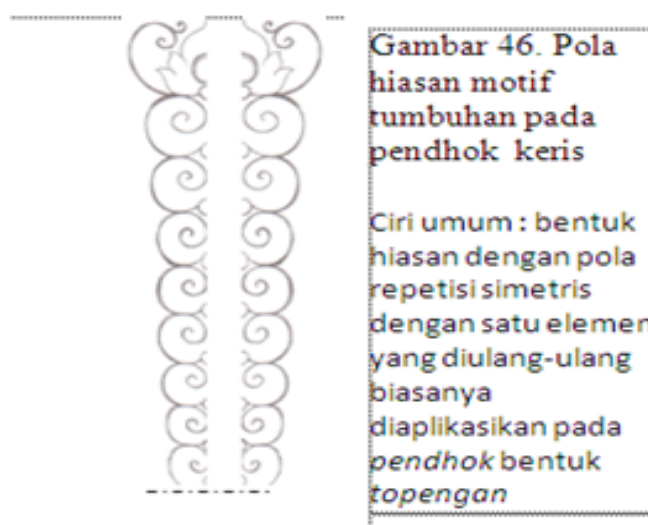 Gambar 46. Pola
hiasan motif
tumbuhan pada
pendhok keris
Ciri umum : bentuk
hiasan dengan pola
repetisi simetris
dengan satu elemen
yang diulang-ulang
biasanya
diaplikasikan pada
pendhok bentuk
topengan